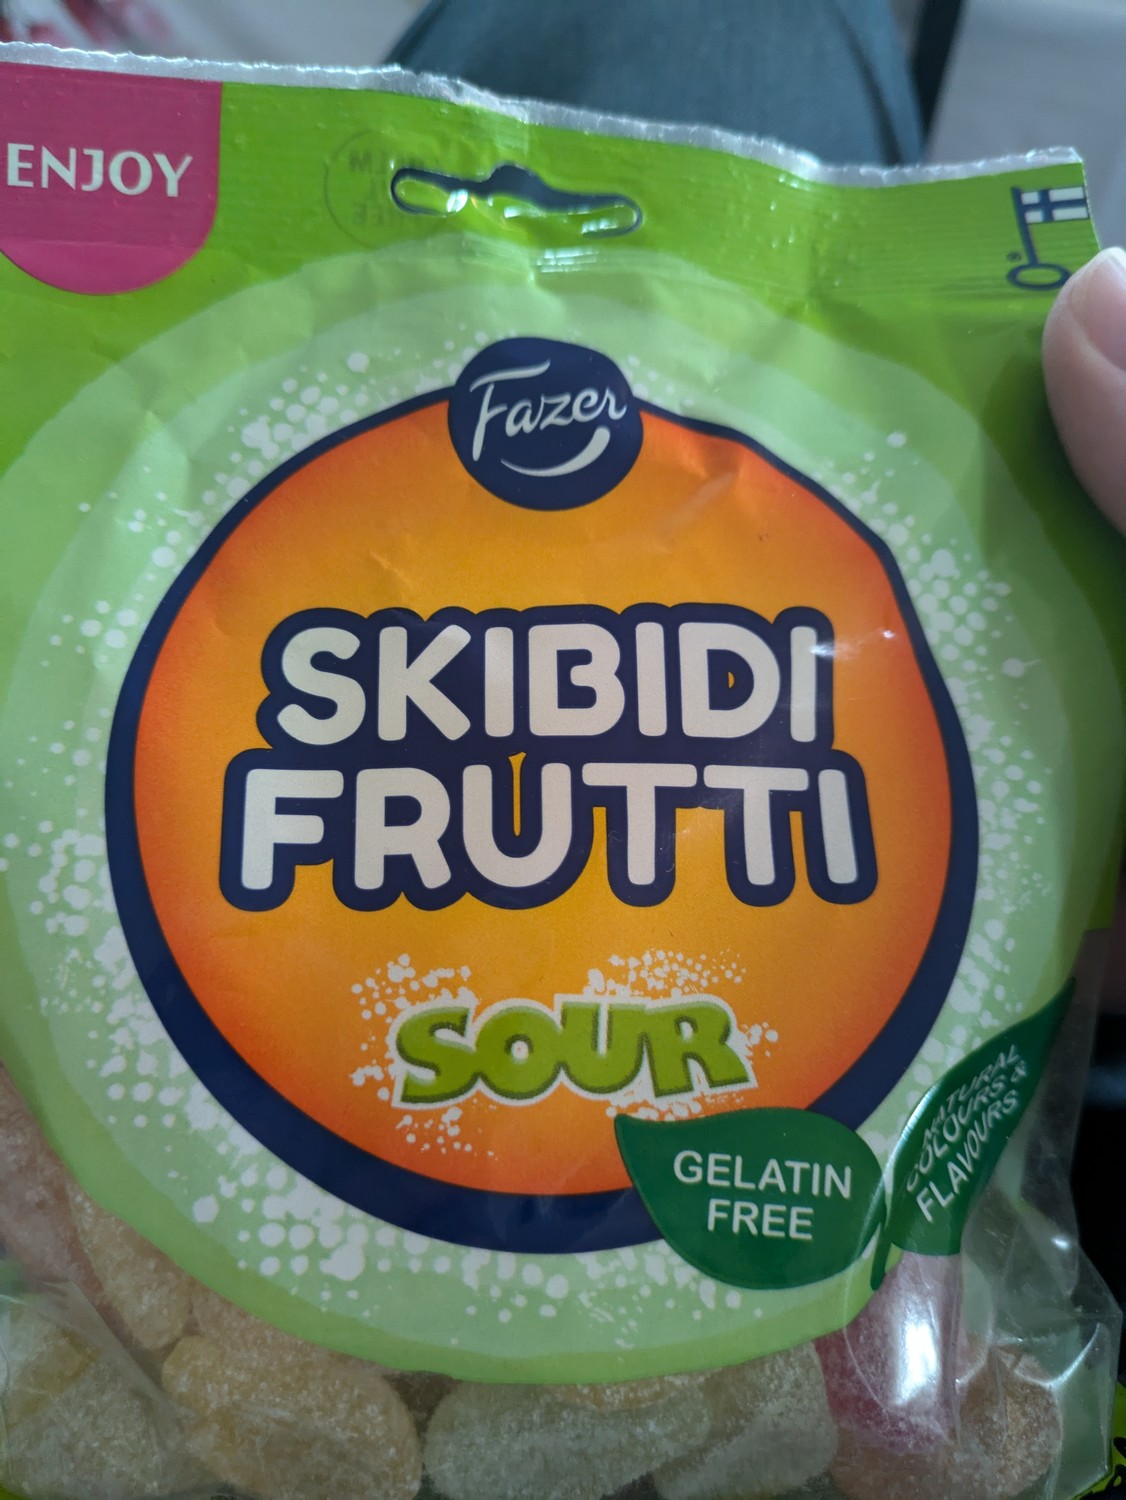 ENJOY
Fazer
SKIBIDI
FRUTTI
SOUR
GELATIN
FREE
NATURAL
COLOURS &
FLAVOURS